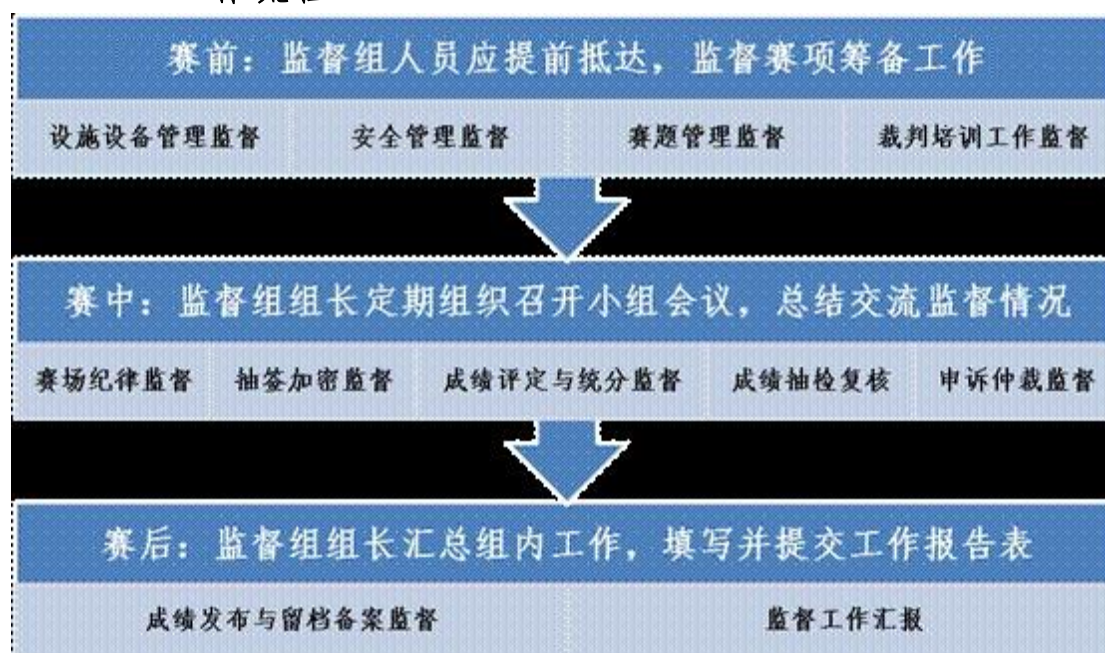 赛前：监督组人员应提前抵达，监督赛项筹备工作
设施设备管理监督 安全管理监督 赛题管理监督 裁判培训工作监督
赛中：监督组组长定期组织召开小组会议，总结交流监督情况
赛场纪律监督 抽签加密监督 成绩评定与统分监督 成绩抽检复核 申诉仲裁监督
赛后：监督组组长汇总组内工作，填写并提交工作报告表
成绩发布与留档备案监督 监督工作汇报